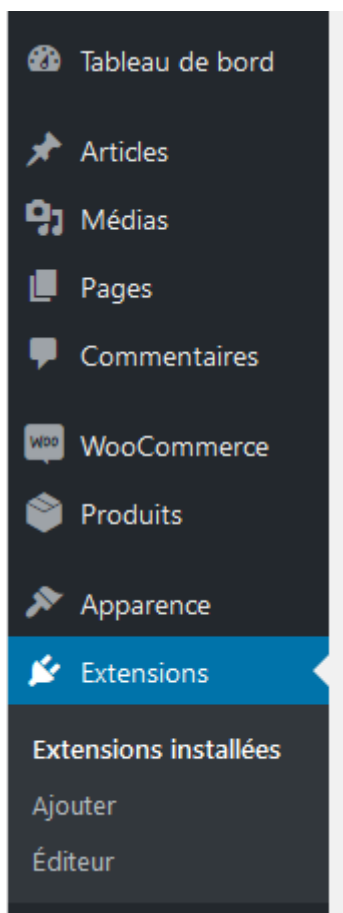 Tableau de bord
Articles
Médias
Pages
Commentaires
Woo WooCommerce
Produits
Apparence
Extensions
Extensions installées
Ajouter
Éditeur